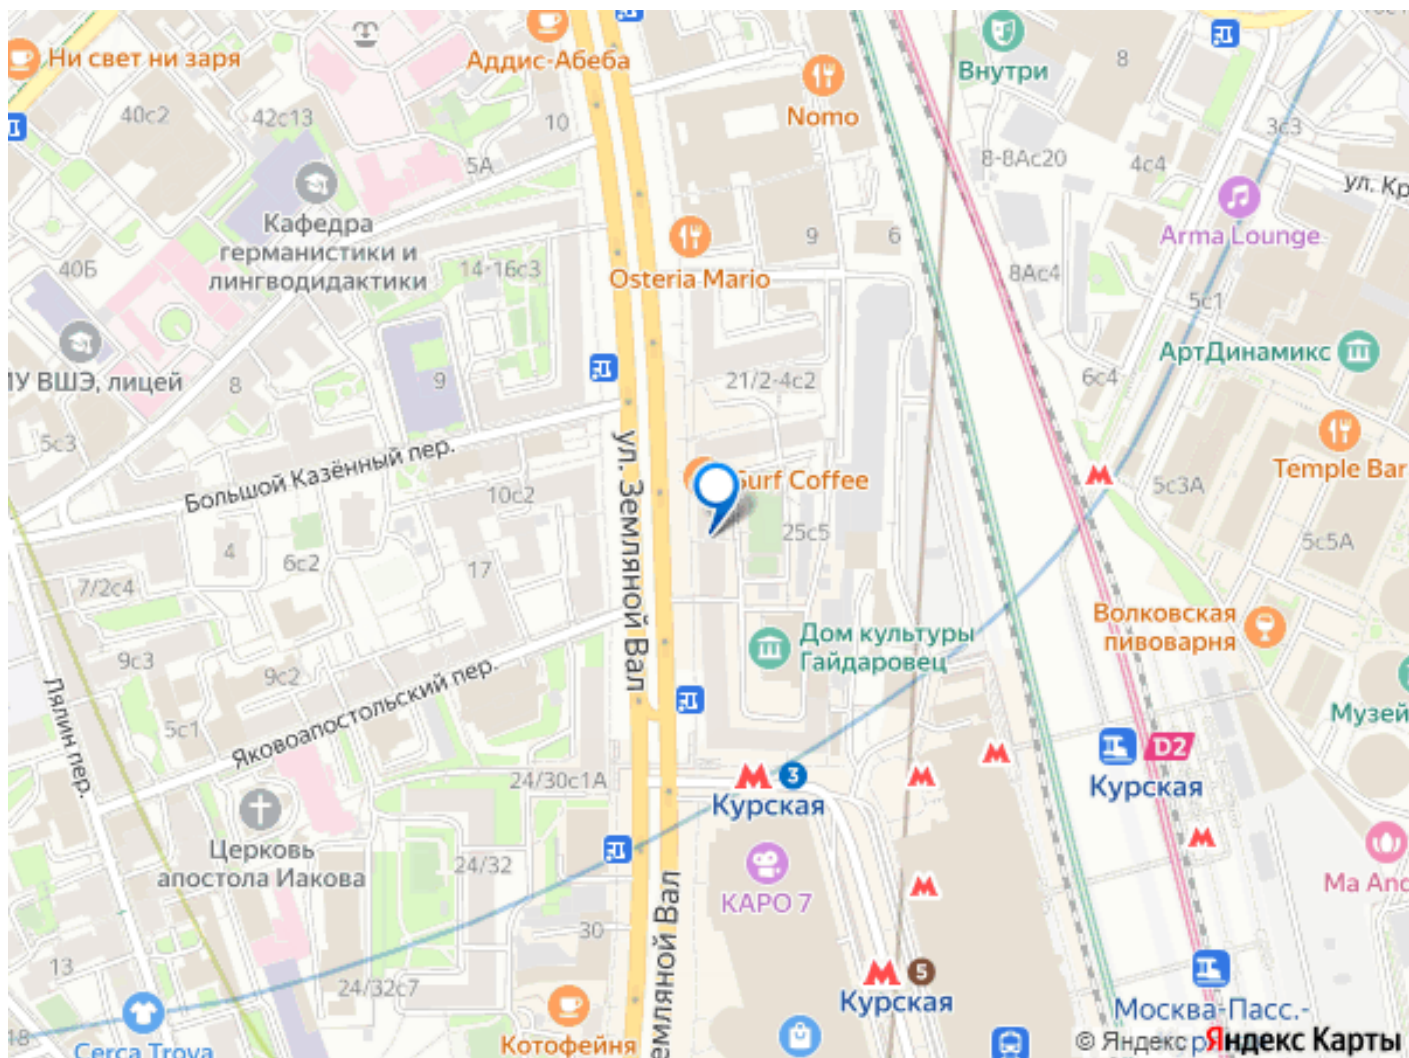 Ни свет ни заря
Аддис-Абеба
Nomo
Внутри
8
40с2
42с13
10
5А
3с3
8-8Ас20
4с4
ул. Кр
Кафедра
германистики и
лингводидактики
Arma Lounge
9
6
40Б
14-16с3
Osteria Mario
8Ас4
5с1
АртДинамикс
У ВШЭ, лицей
8
9
21/2-4с2
6с4
5с3
Большой Казённый пер.
ул. Земляной Вал
Surf Coffee
Temple Bar
10с2
5с3А
4
6с2
17
25с5
5с5А
7/2с4
Волковская
пивоварня
Дом культуры
Гайдаровец
9с3
9с2
Яковоапостольский пер.
Лялин пер.
5с1
Музей
D2
Курская
24/30с1А
М 3
Курская
Церковь
апостола Иакова
24/32
КАРО 7
Ma And
30
13
24/32с7
М 5
Курская
Москва-Пасс.-
18
Cerca Trova
Котофейня
© Яндекс
Яндекс Карты